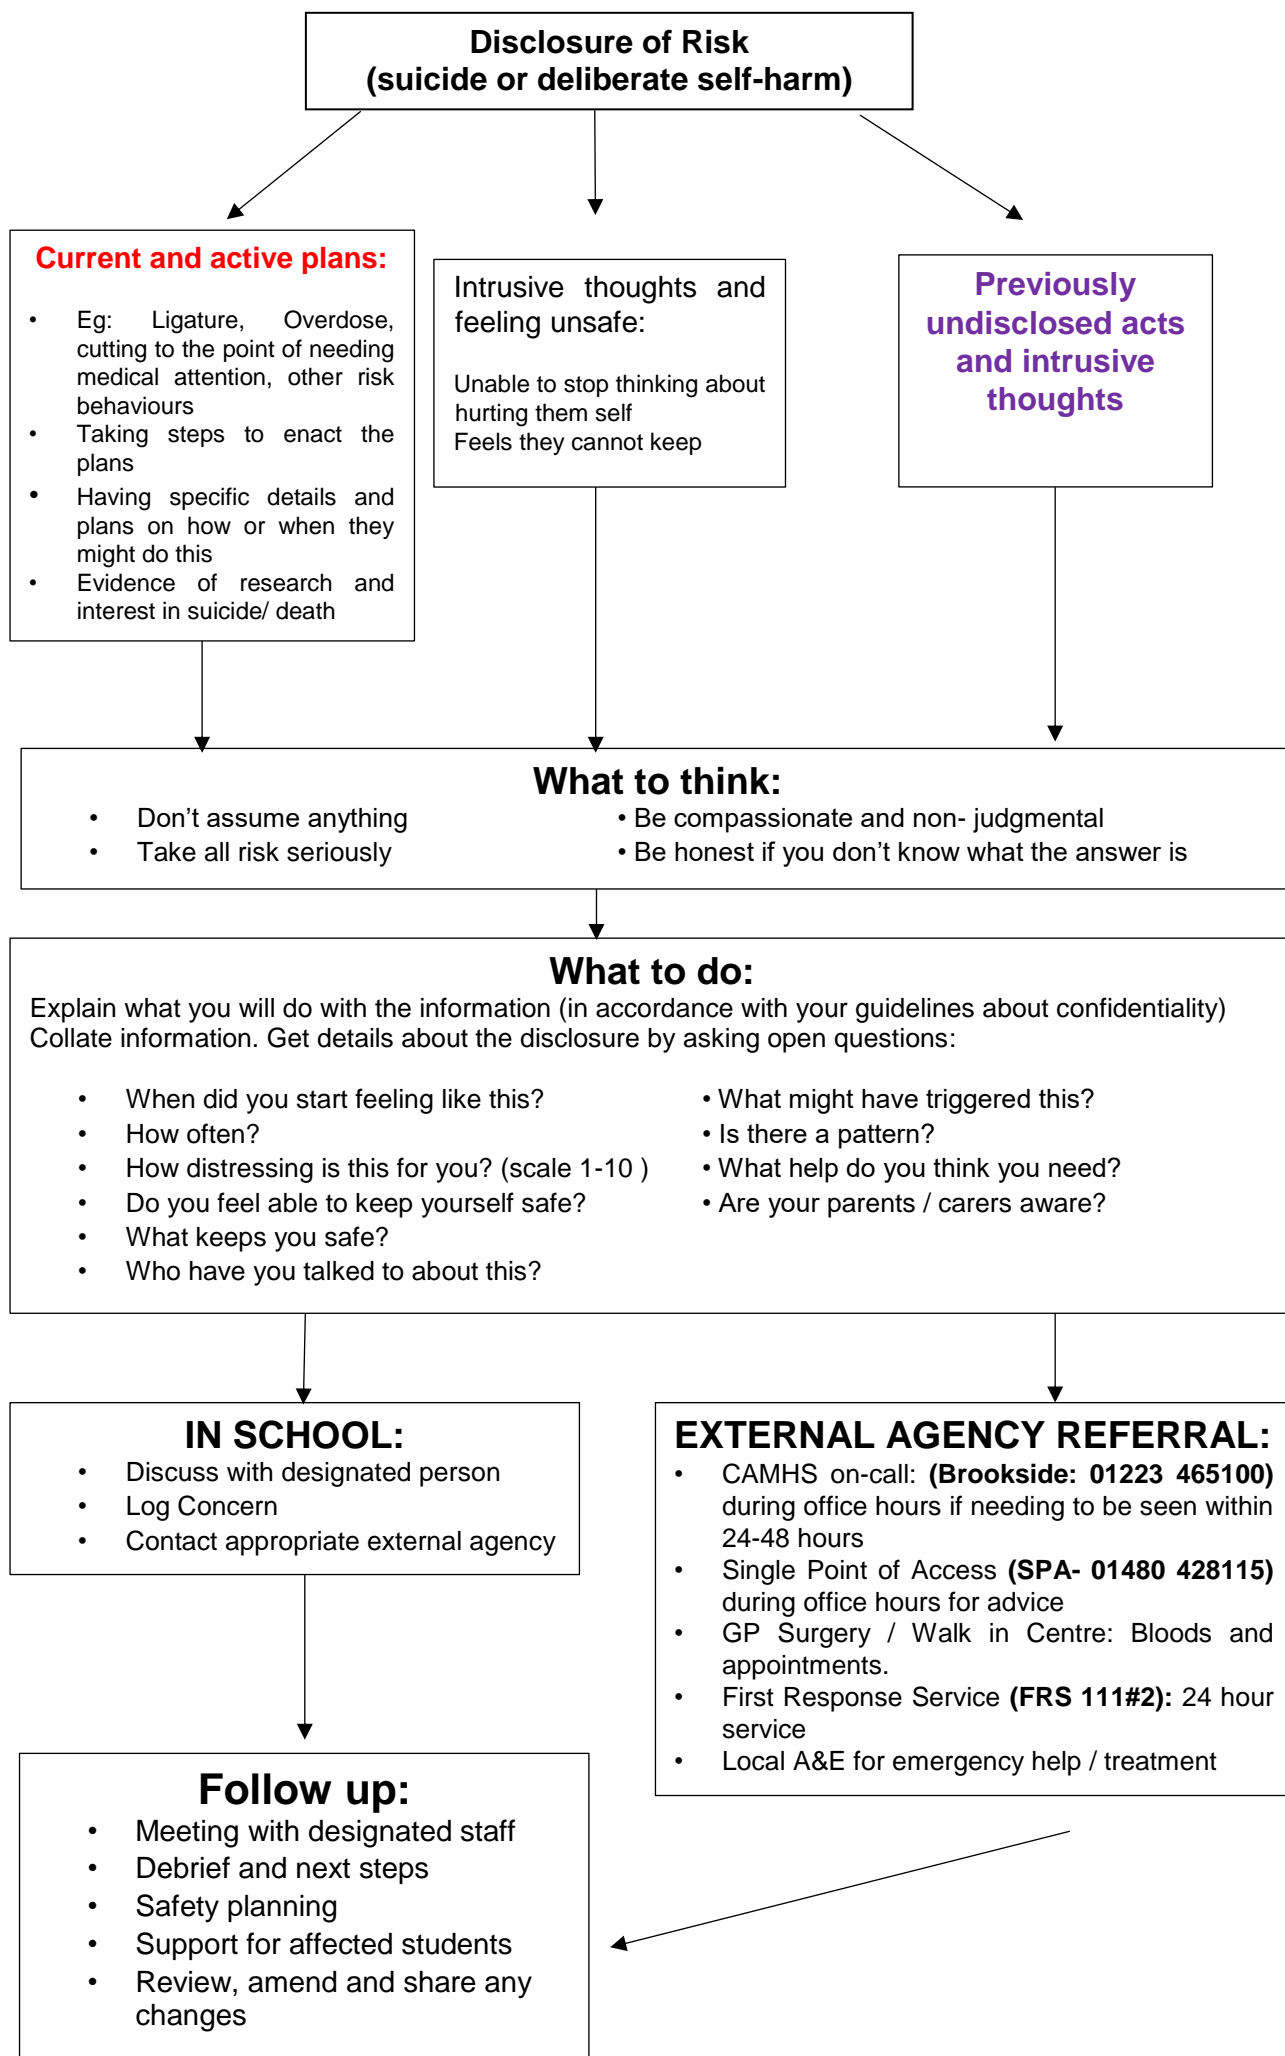 Disclosure of Risk
(suicide or deliberate self-harm)
Current and active plans:
• Eg: Ligature, Overdose,
cutting to the point of needing
medical attention, other risk
behaviours
• Taking steps to enact the
plans
• Having specific details and
plans on how or when they
might do this
• Evidence of research and
interest in suicide/ death
Intrusive thoughts and
feeling unsafe:
Unable to stop thinking about
hurting them self
Feels they cannot keep
Previously
undisclosed acts
and intrusive
thoughts
What to think:
• Don’t assume anything
• Take all risk seriously
• Be compassionate and non- judgmental
• Be honest if you don’t know what the answer is
What to do:
Explain what you will do with the information (in accordance with your guidelines about confidentiality)
Collate information. Get details about the disclosure by asking open questions:
• When did you start feeling like this?
• How often?
• How distressing is this for you? (scale 1-10 )
• Do you feel able to keep yourself safe?
• What keeps you safe?
• Who have you talked to about this?
• What might have triggered this?
• Is there a pattern?
• What help do you think you need?
• Are your parents / carers aware?
IN SCHOOL:
• Discuss with designated person
• Log Concern
• Contact appropriate external agency
EXTERNAL AGENCY REFERRAL:
• CAMHS on-call: (Brookside: 01223 465100)
during office hours if needing to be seen within
24-48 hours
• Single Point of Access (SPA- 01480 428115)
during office hours for advice
• GP Surgery / Walk in Centre: Bloods and
appointments.
• First Response Service (FRS 111#2): 24 hour
service
• Local A&E for emergency help / treatment
Follow up:
• Meeting with designated staff
• Debrief and next steps
• Safety planning
• Support for affected students
• Review, amend and share any
changes